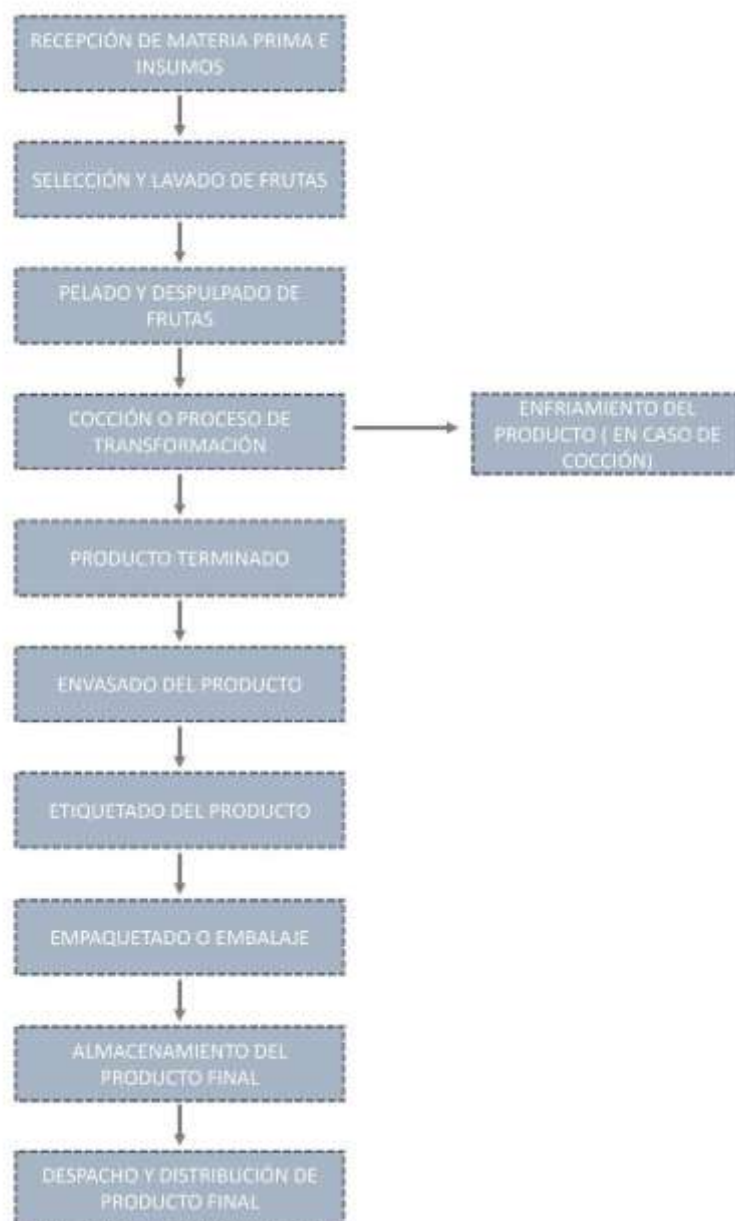 RECEPCIÓN DE MATERIA PRIMA E
INSUMOS
SELECCIÓN Y LAVADO DE FRUTAS
PELADO Y DESPULPADO DE
FRUTAS
COCCIÓN O PROCESO DE
TRANSFORMACIÓN
ENFRIAMIENTO DEL
PRODUCTO ( EN CASO DE
COCCIÓN)
PRODUCTO TERMINADO
ENVASADO DEL PRODUCTO
ETIQUETADO DEL PRODUCTO
EMPAQUETADO O EMBALAJE
ALMACENAMIENTO DEL
PRODUCTO FINAL
DESPACHO Y DISTRIBUCIÓN DE
PRODUCTO FINAL